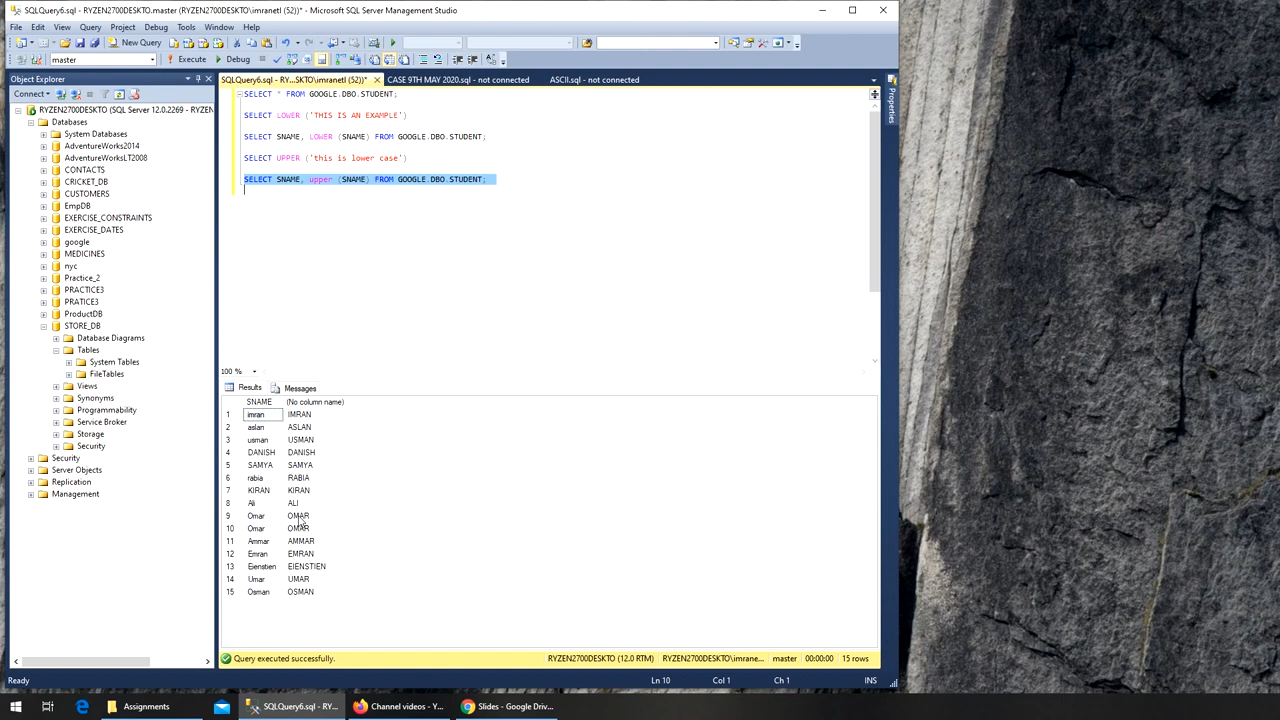 SQLQuery6.sql - RYZEN2700DESKTO.master (RYZEN2700DESKTO\imranetl (52))* - Microsoft SQL Server Management Studio
File Edit View Query Project Debug Tools Window Help
New Query
master Execute Debug
Object Explorer
Connect
RYZEN2700DESKTO (SQL Server 12.0.2269 - RYZEN
Databases
System Databases
AdventureWorks2014
AdventureWorksLT2008
CONTACTS
CRICKET_DB
CUSTOMERS
EmpDB
EXERCISE_CONSTRAINTS
EXERCISE_DATES
google
MEDICINES
nyc
Practice_2
PRACTICE3
PRATICE3
ProductDB
STORE_DB
Database Diagrams
Tables
System Tables
FileTables
Views
Synonyms
Programmability
Service Broker
Storage
Security
Security
Server Objects
Replication
Management
SQLQuery6.sql - RY...SKTO\imranetl (52))* CASE 9TH MAY 2020.sql - not connected ASCII.sql - not connected
SELECT * FROM GOOGLE.DBO.STUDENT;
SELECT LOWER ('THIS IS AN EXAMPLE')
SELECT SNAME, LOWER (SNAME) FROM GOOGLE.DBO.STUDENT;
SELECT UPPER ('this is lower case')
SELECT SNAME, upper (SNAME) FROM GOOGLE.DBO.STUDENT;
100 %
Results Messages
SNAME (No column name)
1 imran IMRAN
2 aslan ASLAN
3 usman USMAN
4 DANISH DANISH
5 SAMYA SAMYA
6 rabia RABIA
7 KIRAN KIRAN
8 Ali ALI
9 Omar OMAR
10 Omar OMAR
11 Ammar AMMAR
12 Emran EMRAN
13 Eienstien EIENSTIEN
14 Umar UMAR
15 Osman OSMAN
Query executed successfully. RYZEN2700DESKTO (12.0 RTM) RYZEN2700DESKTO\imrane... master 00:00:00 15 rows
Ready Ln 10 Col 1 Ch 1 INS
Properties
Assignments SQLQuery6.sql - RY... Channel videos - Y... Slides - Google Driv...